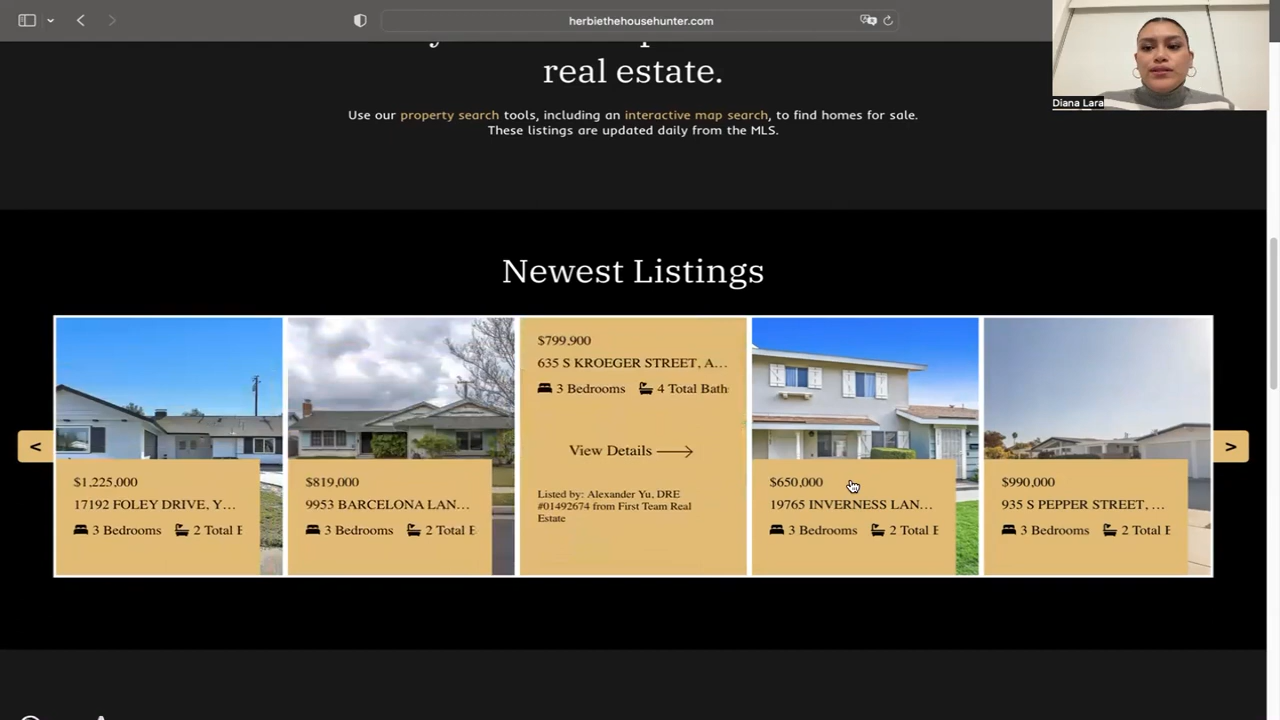 herbiethehousehunter.com
Diana Lara
real estate.
Use our property search tools, including an interactive map search, to find homes for sale.
These listings are updated daily from the MLS.
Newest Listings
<
$1,225,000
17192 FOLEY DRIVE, Y...
3 Bedrooms 2 Total
$819,000
9953 BARCELONA LAN...
3 Bedrooms 2 Total
$799,900
635 S KROEGER STREET, A...
3 Bedrooms 4 Total Bath
View Details
Listed by: Alexander Yu, DRE
#01492674 from First Team Real
Estate
$650,000
19765 INVERNESS LAN...
3 Bedrooms 2 Total
$990,000
935 S PEPPER STREET, ...
3 Bedrooms 2 Total
>